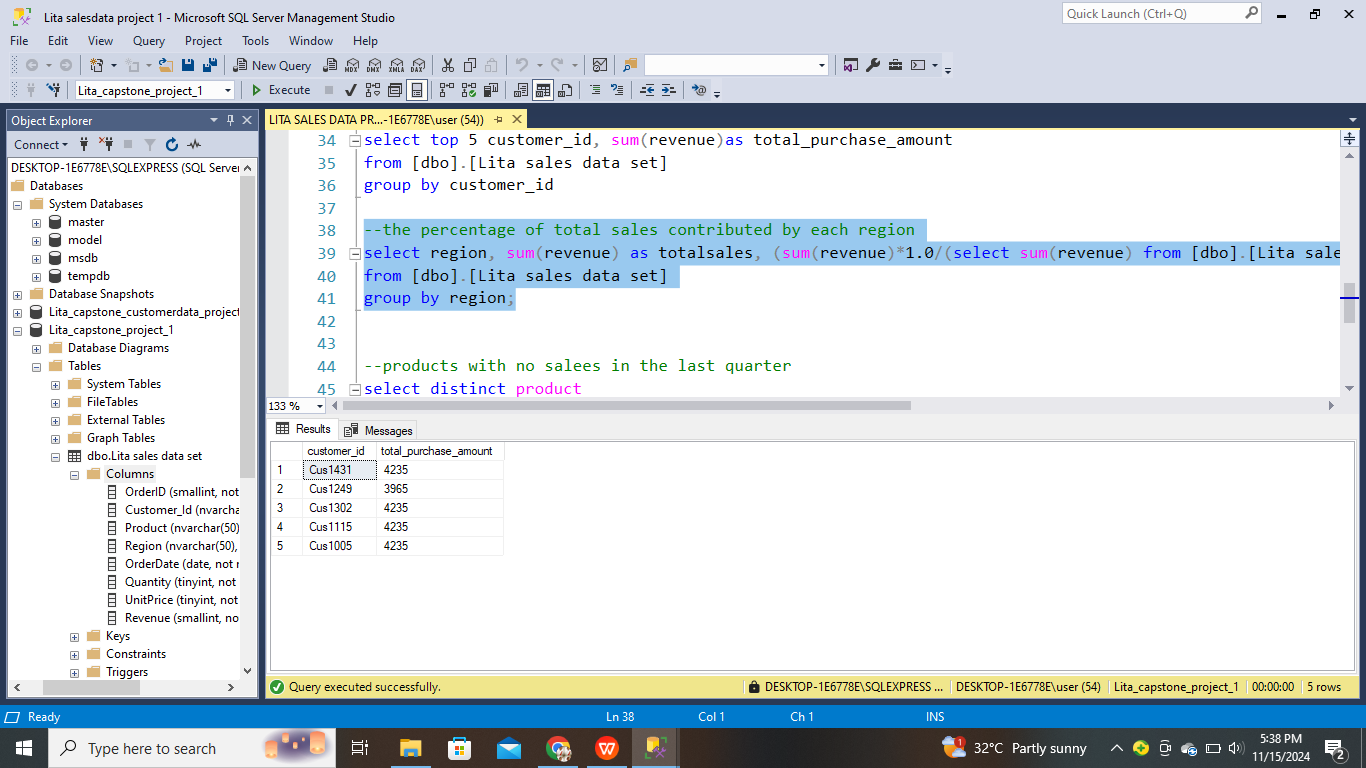 Lita salesdata project 1 - Microsoft SQL Server Management Studio
Quick Launch (Ctrl+Q)
File Edit View Query Project Tools Window Help
New Query MDX DMX XMLA DAX
Lita_capstone_project_1 Execute
Object Explorer
Connect
DESKTOP-1E6778E\SQLEXPRESS (SQL Server
Databases
System Databases
master
model
msdb
tempdb
Database Snapshots
Lita_capstone_customerdata_project
Lita_capstone_project_1
Database Diagrams
Tables
System Tables
FileTables
External Tables
Graph Tables
dbo.Lita sales data set
Columns
OrderID (smallint, not
Customer_Id (nvarcha
Product (nvarchar(50)
Region (nvarchar(50),
OrderDate (date, not n
Quantity (tinyint, not
UnitPrice (tinyint, not
Revenue (smallint, no
Keys
Constraints
Triggers
LITA SALES DATA PR...-1E6778E\user (54))
34 select top 5 customer_id, sum(revenue)as total_purchase_amount
35 from [dbo].[Lita sales data set]
36 group by customer_id
37
38 --the percentage of total sales contributed by each region
39 select region, sum(revenue) as totalsales, (sum(revenue)*1.0/(select sum(revenue) from [dbo].[Lita sale
40 from [dbo].[Lita sales data set]
41 group by region;
42
43
44 --products with no salees in the last quarter
45 select distinct product
133 %
Results Messages
customer_id total_purchase_amount
1 Cus1431 4235
2 Cus1249 3965
3 Cus1302 4235
4 Cus1115 4235
5 Cus1005 4235
Query executed successfully. DESKTOP-1E6778E\SQLEXPRESS ... DESKTOP-1E6778E\user (54) Lita_capstone_project_1 00:00:00 5 rows
Ready Ln 38 Col 1 Ch 1 INS
Type here to search
W
1
32°C Partly sunny
5:38 PM
11/15/2024
2